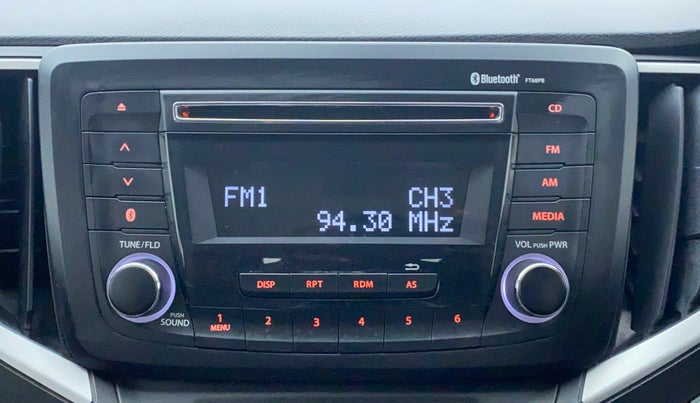 Bluetooth® FT68PB
CD
FM
AM
MEDIA
FM1 CH3
94.30 MHz
TUNE/FLD
VOL PUSH PWR
DISP RPT RDM AS
PUSH SOUND
1 MENU 2 3 4 5 6